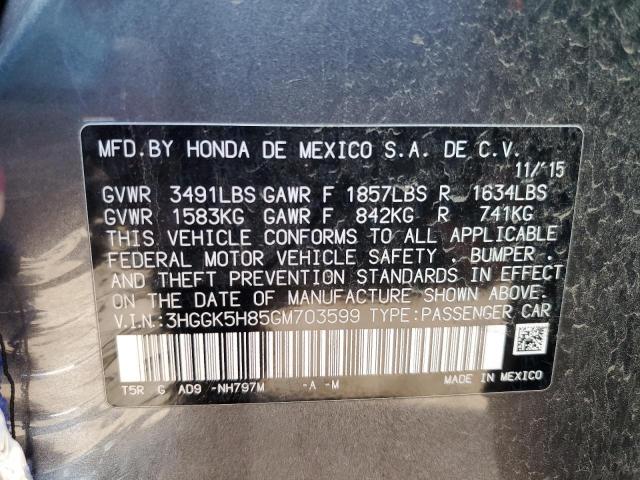 MFD.BY HONDA DE MEXICO S.A. DE C.V.
11/'15
GVWR 3491LBS GAWR F 1857LBS R 1634LBS
GVWR 1583KG GAWR F 842KG R 741KG
THIS VEHICLE CONFORMS TO ALL APPLICABLE
FEDERAL MOTOR VEHICLE SAFETY . BUMPER .
AND THEFT PREVENTION STANDARDS IN EFFECT
ON THE DATE OF MANUFACTURE SHOWN ABOVE.
V.I.N.:3HGGK5H85GM703599 TYPE:PASSENGER CAR
T5R G AD9 -NH797M -A -M MADE IN MEXICO